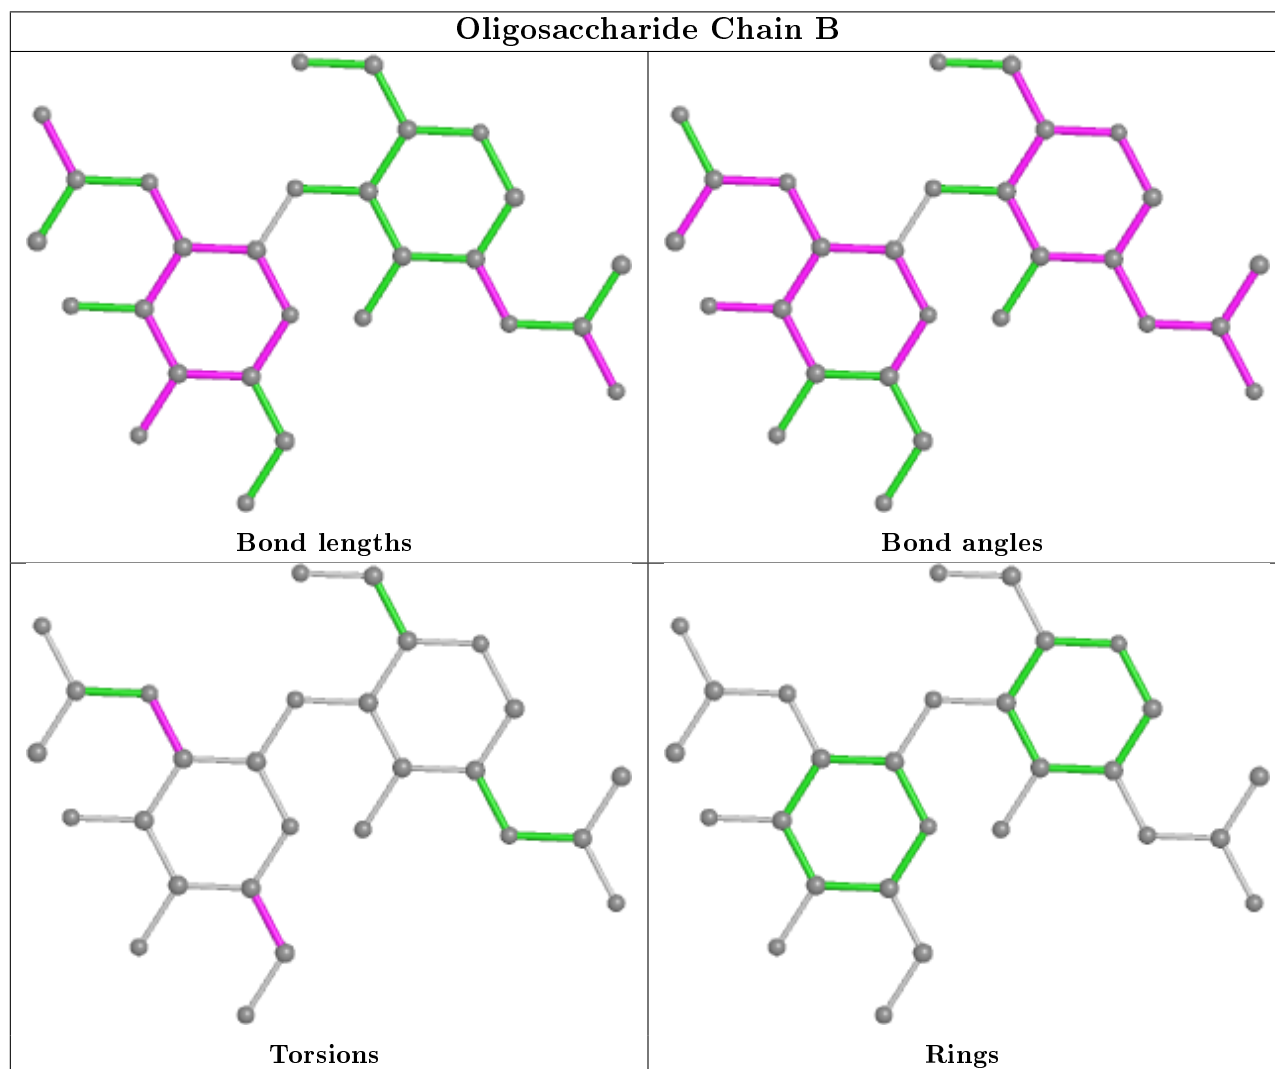 Oligosaccharide Chain B
Bond lengths
Bond angles
Torsions
Rings